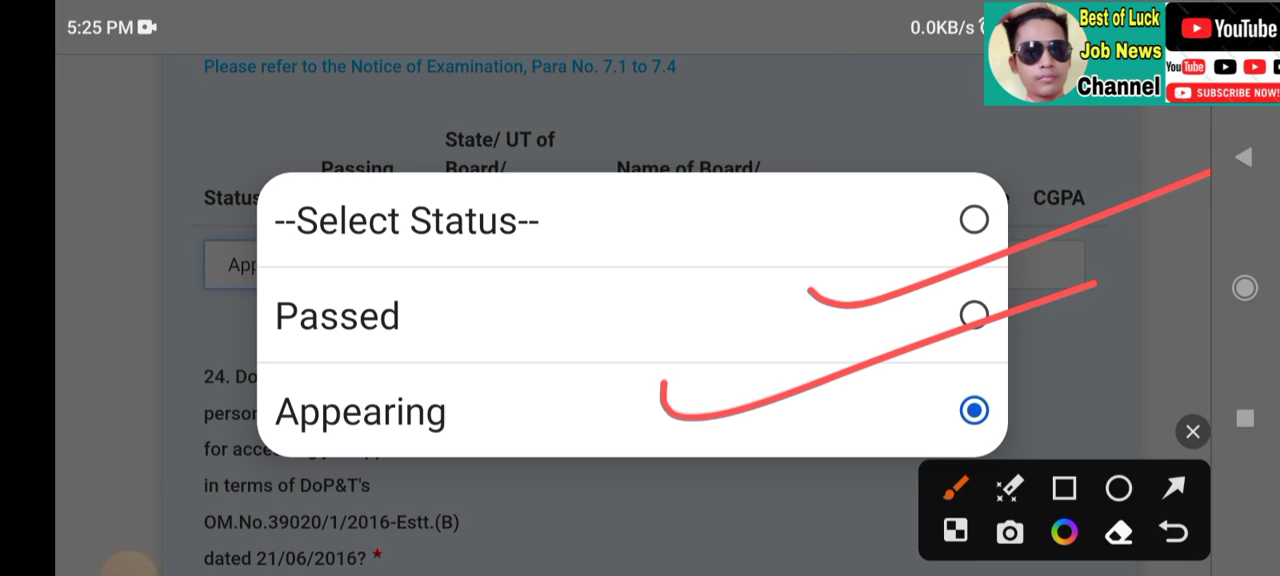 5:25 PM
0.0KB/s
Best of Luck
Job News
Channel
YouTube
YouTube
SUBSCRIBE NOW!
Please refer to the Notice of Examination, Para No. 7.1 to 7.4
State/ UT of
Passing Board/ Name of Board/
Status CGPA
--Select Status--
App
Passed
24. Do
person
Appearing
for acce
in terms of DoP&T's
OM.No.39020/1/2016-Estt.(B)
dated 21/06/2016? *